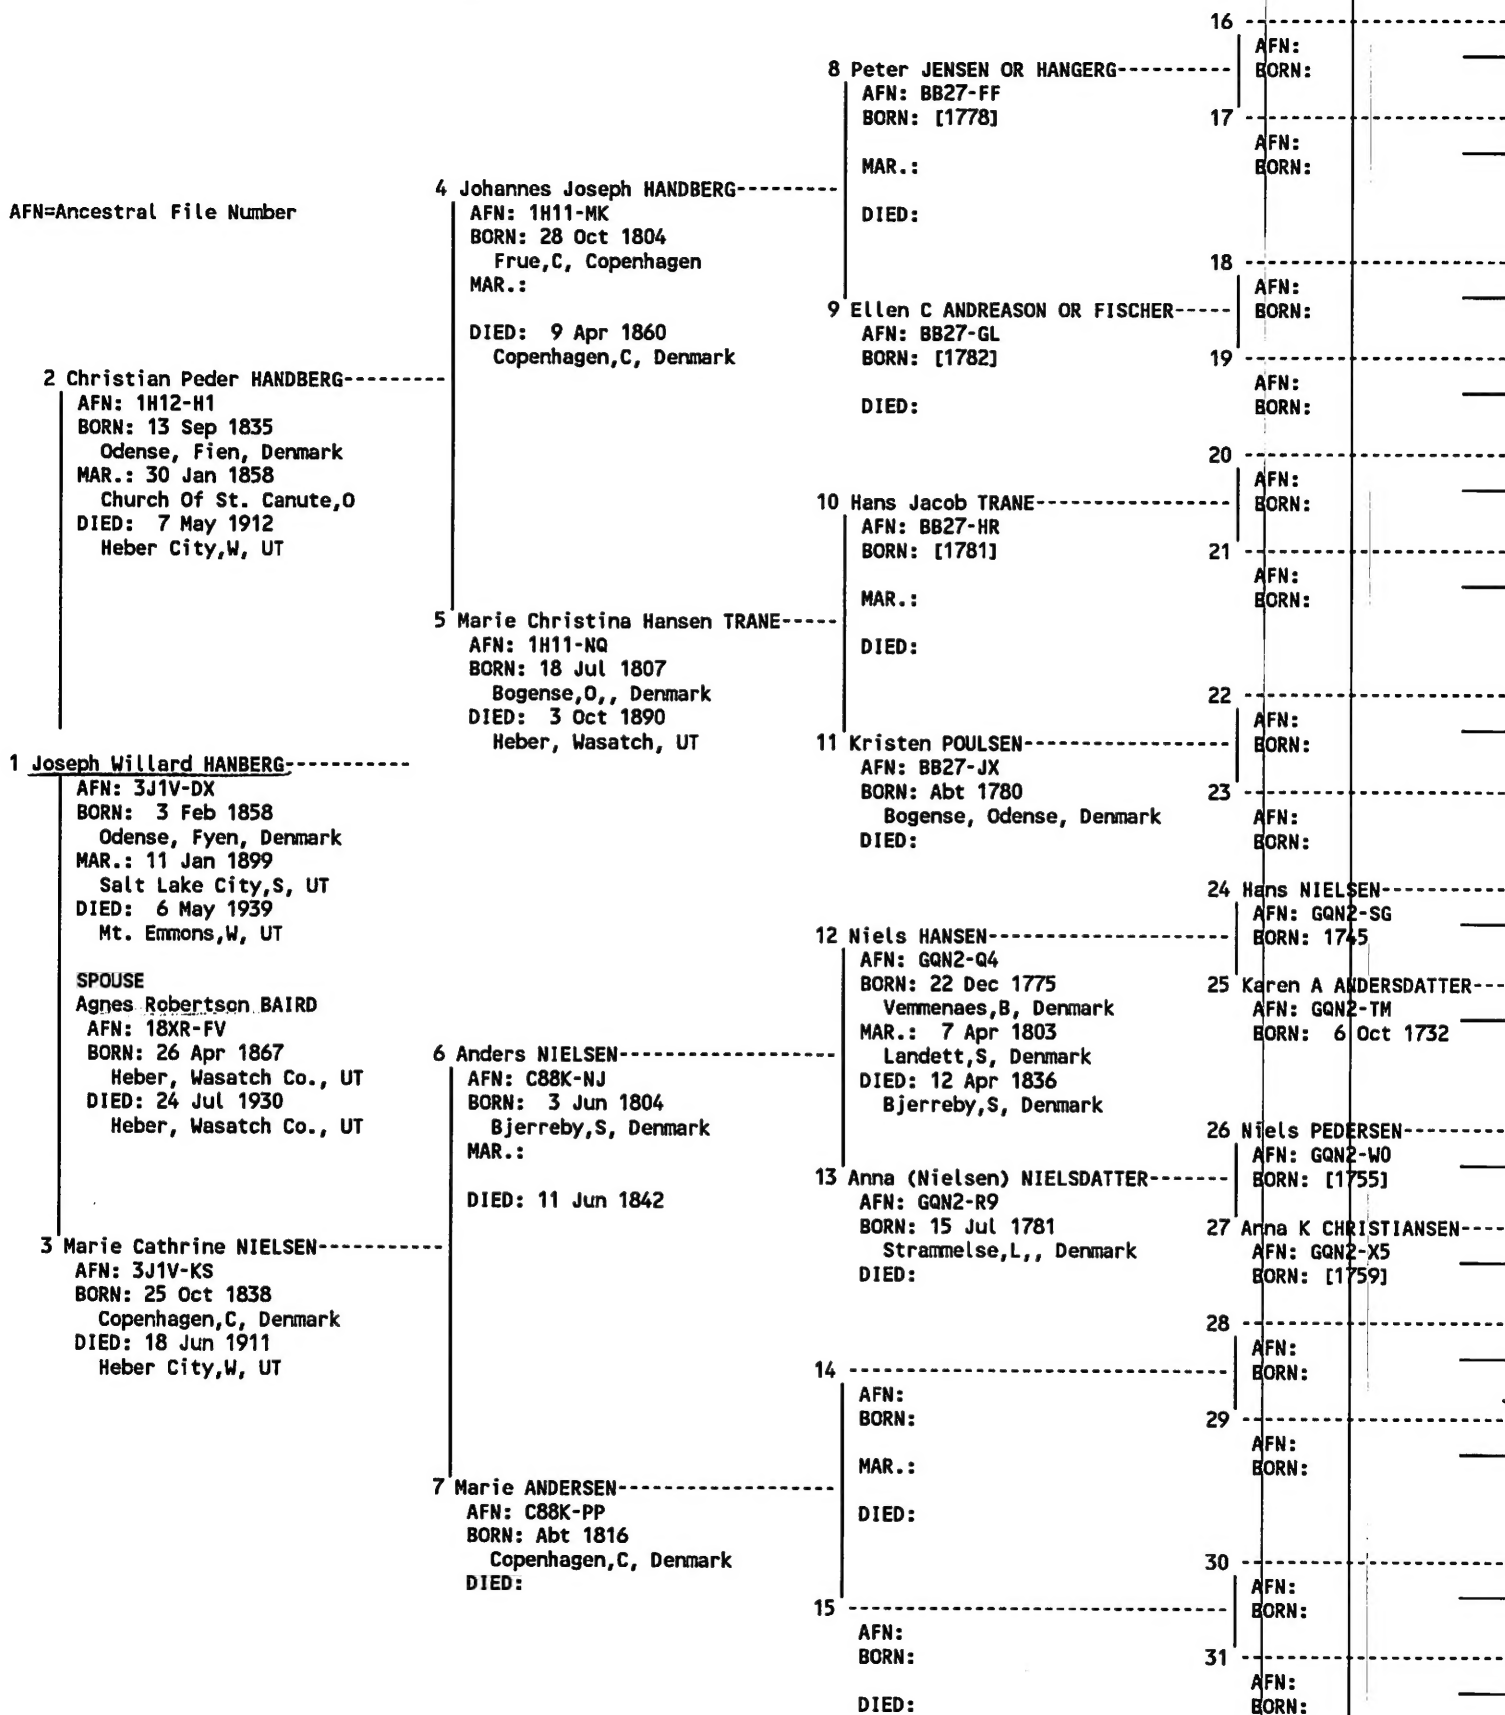 AFN=Ancestral File Number
1 Joseph Willard HANBERG-----------
AFN: 3J1V-DX
BORN: 3 Feb 1858
Odense, Fyen, Denmark
MAR.: 11 Jan 1899
Salt Lake City,S, UT
DIED: 6 May 1939
Mt. Emmons,W, UT
SPOUSE
Agnes Robertson BAIRD
AFN: 18XR-FV
BORN: 26 Apr 1867
Heber, Wasatch Co., UT
DIED: 24 Jul 1930
Heber, Wasatch Co., UT
2 Christian Peder HANDBERG---------
AFN: 1H12-H1
BORN: 13 Sep 1835
Odense, Fien, Denmark
MAR.: 30 Jan 1858
Church Of St. Canute,O
DIED: 7 May 1912
Heber City,W, UT
3 Marie Cathrine NIELSEN-----------
AFN: 3J1V-KS
BORN: 25 Oct 1838
Copenhagen,C, Denmark
DIED: 18 Jun 1911
Heber City,W, UT
4 Johannes Joseph HANDBERG---------
AFN: 1H11-MK
BORN: 28 Oct 1804
Frue,C, Copenhagen
MAR.:
DIED: 9 Apr 1860
Copenhagen,C, Denmark
5 Marie Christina Hansen TRANE-----
AFN: 1H11-NQ
BORN: 18 Jul 1807
Bogense,O,, Denmark
DIED: 3 Oct 1890
Heber, Wasatch, UT
6 Anders NIELSEN-------------------
AFN: C88K-NJ
BORN: 3 Jun 1804
Bjerreby,S, Denmark
MAR.:
DIED: 11 Jun 1842
7 Marie ANDERSEN-------------------
AFN: C88K-PP
BORN: Abt 1816
Copenhagen,C, Denmark
DIED:
8 Peter JENSEN OR HANGERG----------
AFN: BB27-FF
BORN: [1778]
MAR.:
DIED:
9 Ellen C ANDREASON OR FISCHER-----
AFN: BB27-GL
BORN: [1782]
DIED:
10 Hans Jacob TRANE-----------------
AFN: BB27-HR
BORN: [1781]
MAR.:
DIED:
11 Kristen POULSEN------------------
AFN: BB27-JX
BORN: Abt 1780
Bogense, Odense, Denmark
DIED:
12 Niels HANSEN---------------------
AFN: GQN2-Q4
BORN: 22 Dec 1775
Vemmenaes,B, Denmark
MAR.: 7 Apr 1803
Landett,S, Denmark
DIED: 12 Apr 1836
Bjerreby,S, Denmark
13 Anna (Nielsen) NIELSDATTER-------
AFN: GQN2-R9
BORN: 15 Jul 1781
Strammelse,L,, Denmark
DIED:
14
AFN:
BORN:
MAR.:
DIED:
15
AFN:
BORN:
DIED:
16
AFN:
BORN:
17
AFN:
BORN:
18
AFN:
BORN:
19
AFN:
BORN:
20
AFN:
BORN:
21
AFN:
BORN:
22
AFN:
BORN:
23
AFN:
BORN:
24 Hans NIELSEN---------
AFN: GQN2-SG
BORN: 1745
25 Karen A ANDERSDATTER---
AFN: GQN2-TM
BORN: 6 Oct 1732
26 Niels PEDERSEN--------
AFN: GQN2-W0
BORN: [1755]
27 Anna K CHRISTIANSEN----
AFN: GQN2-X5
BORN: [1759]
28
AFN:
BORN:
29
AFN:
BORN:
30
AFN:
BORN:
31
AFN:
BORN: